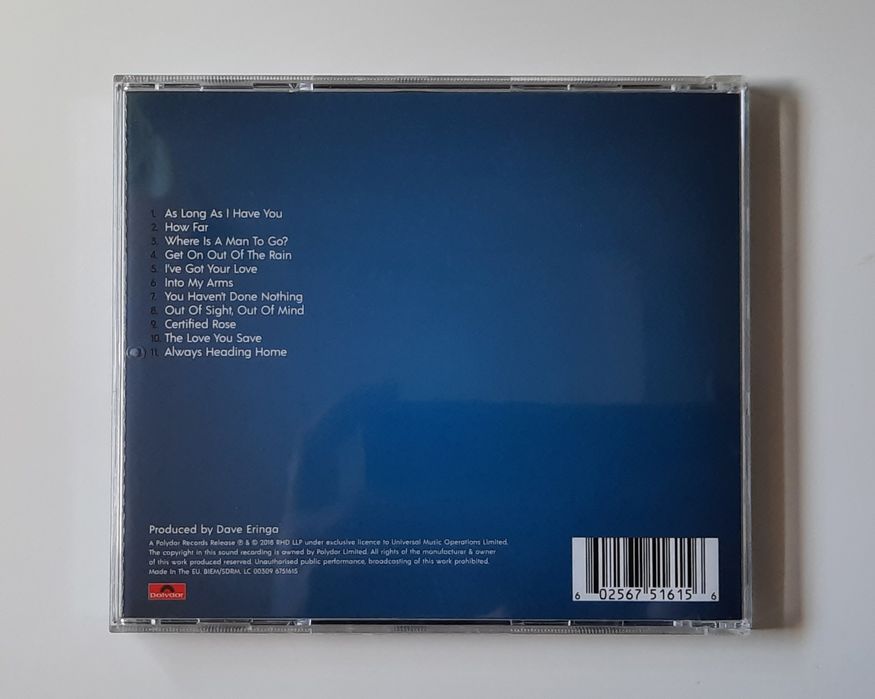 1. As Long As I Have You
2. How Far
3. Where Is A Man To Go?
4. Get On Out Of The Rain
5. I've Got Your Love
6. Into My Arms
7. You Haven't Done Nothing
8. Out Of Sight, Out Of Mind
9. Certified Rose
10. The Love You Save
11. Always Heading Home
Produced by Dave Eringa
A Polydor Records Release ℗ & © 2018 RHD LLP under exclusive licence to Universal Music Operations Limited.
The copyright in this sound recording is owned by Polydor Limited. All rights of the manufacturer & owner
of this work produced reserved. Unauthorised public performance, broadcasting of this work prohibited.
Made In The EU. BIEM/SDRM. LC 00309 6751615
Polydor
6 02567 51615 6